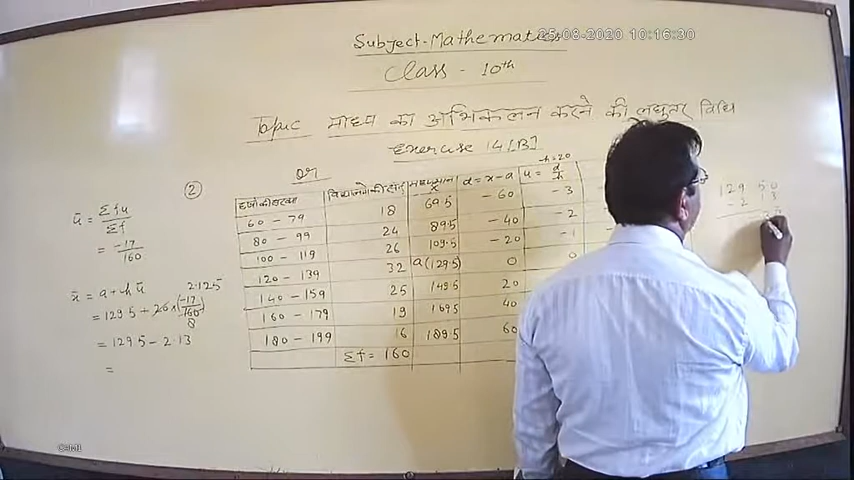 25-08-2020 10:16:30
Subject-Mathematics
Class - 10th
Topic माध्य का अभिकलन करने की लघुतर विधि
Exercise 14[B]
②
h=20
d = x-a u = d/h
60 - 79 18 69.5 -60 -3
80 - 99 24 89.5 -40 -2
100 - 119 26 109.5 -20 -1
120 - 139 32 a(129.5) 0 0
140 - 159 25 149.5 20
160 - 179 19 169.5 40
180 - 199 16 189.5 60
Σf = 160
ū = Σfu/Σf
= -17/160
x̄ = a + hū
2.125
= 129.5 + 20 × (-17/160)
8
= 129.5 - 2.13
=
129 50
- 2 13